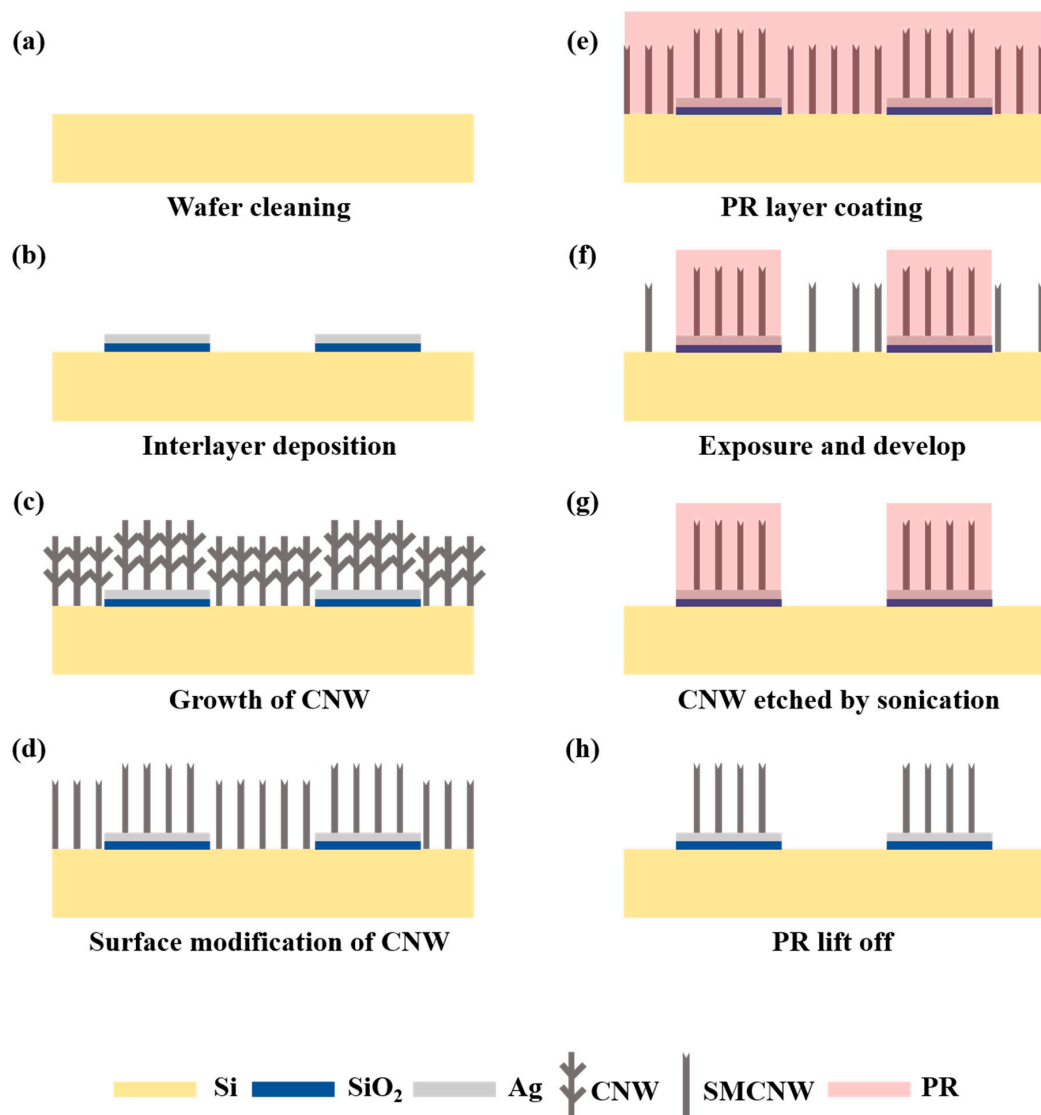 (a)
Wafer cleaning
(b)
Interlayer deposition
(c)
Growth of CNW
(d)
Surface modification of CNW
(e)
PR layer coating
(f)
Exposure and develop
(g)
CNW etched by sonication
(h)
PR lift off
Si SiO₂ Ag CNW SMCNW PR